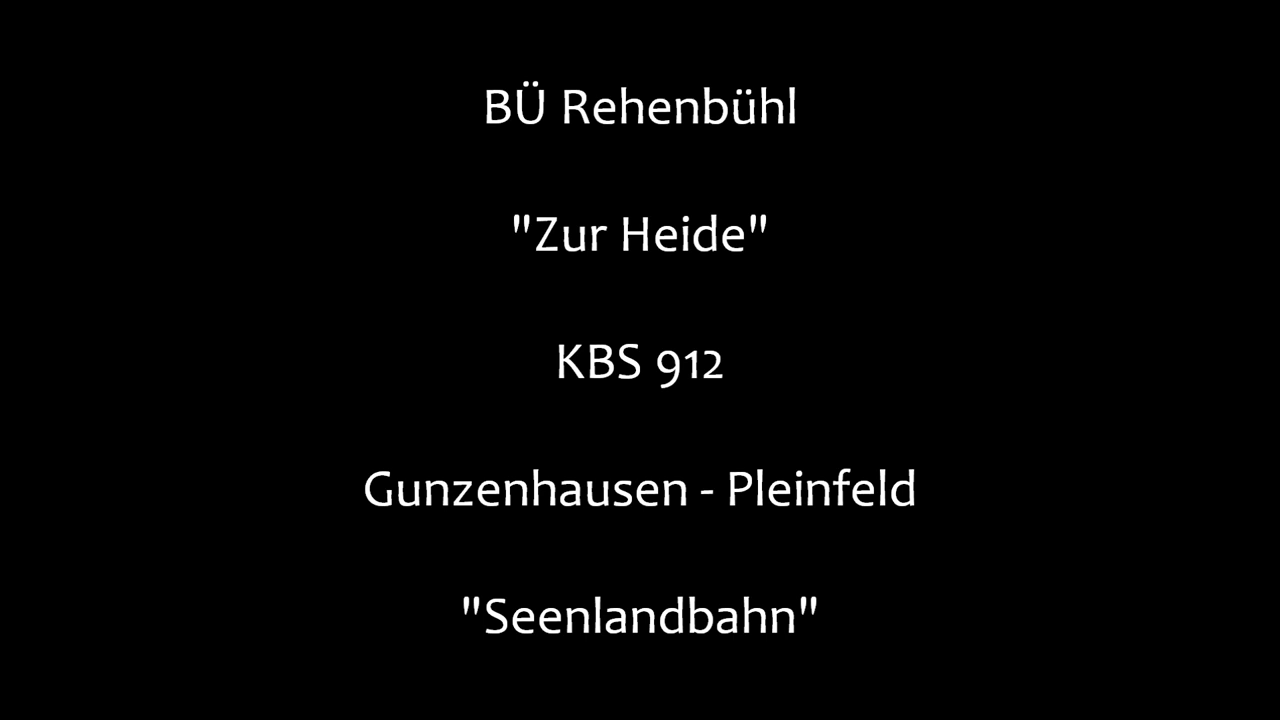 BÜ Rehenbühl
"Zur Heide"
KBS 912
Gunzenhausen - Pleinfeld
"Seenlandbahn"